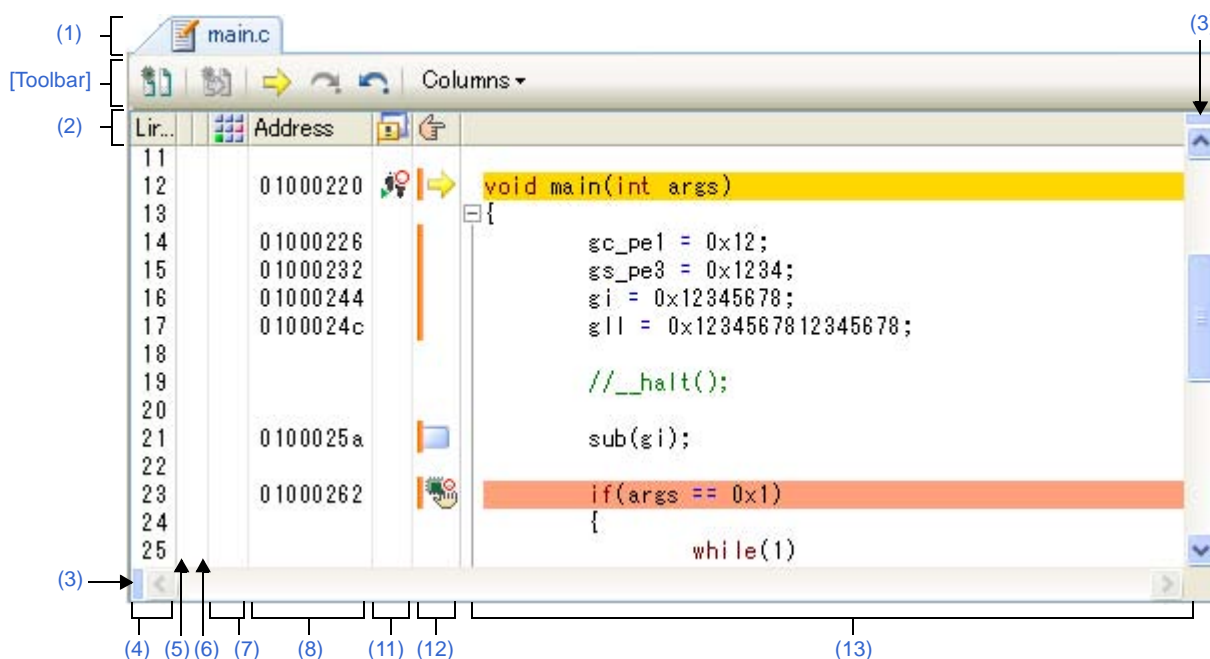 (1) main.c (3
[Toolbar] Columns
(2) Lir... Address
11
12 01000220 void main(int args)
13 {
14 01000226 gc_pe1 = 0x12;
15 01000232 gs_pe3 = 0x1234;
16 01000244 gi = 0x12345678;
17 0100024c gll = 0x1234567812345678;
18
19 //__halt();
20
21 0100025a sub(gi);
22
23 01000262 if(args == 0x1)
24 {
25 while(1)
(3)
(4) (5) (6) (7) (8) (11) (12) (13)